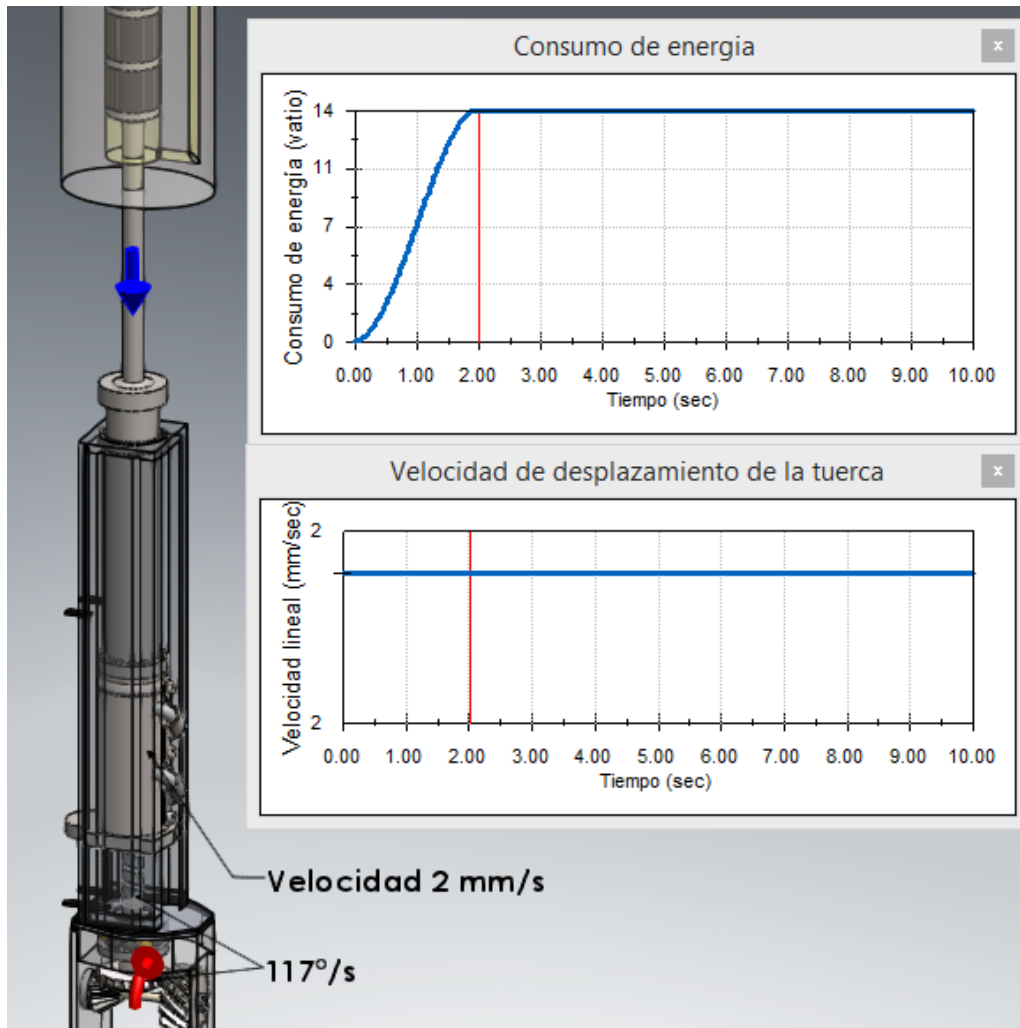 Consumo de energia
x
Consumo de energía (vatio)
14
11
7
4
0
0.00 1.00 2.00 3.00 4.00 5.00 6.00 7.00 8.00 9.00 10.00
Tiempo (sec)
Velocidad de desplazamiento de la tuerca
x
Velocidad lineal (mm/sec)
2
2
0.00 1.00 2.00 3.00 4.00 5.00 6.00 7.00 8.00 9.00 10.00
Tiempo (sec)
Velocidad 2 mm/s
117°/s